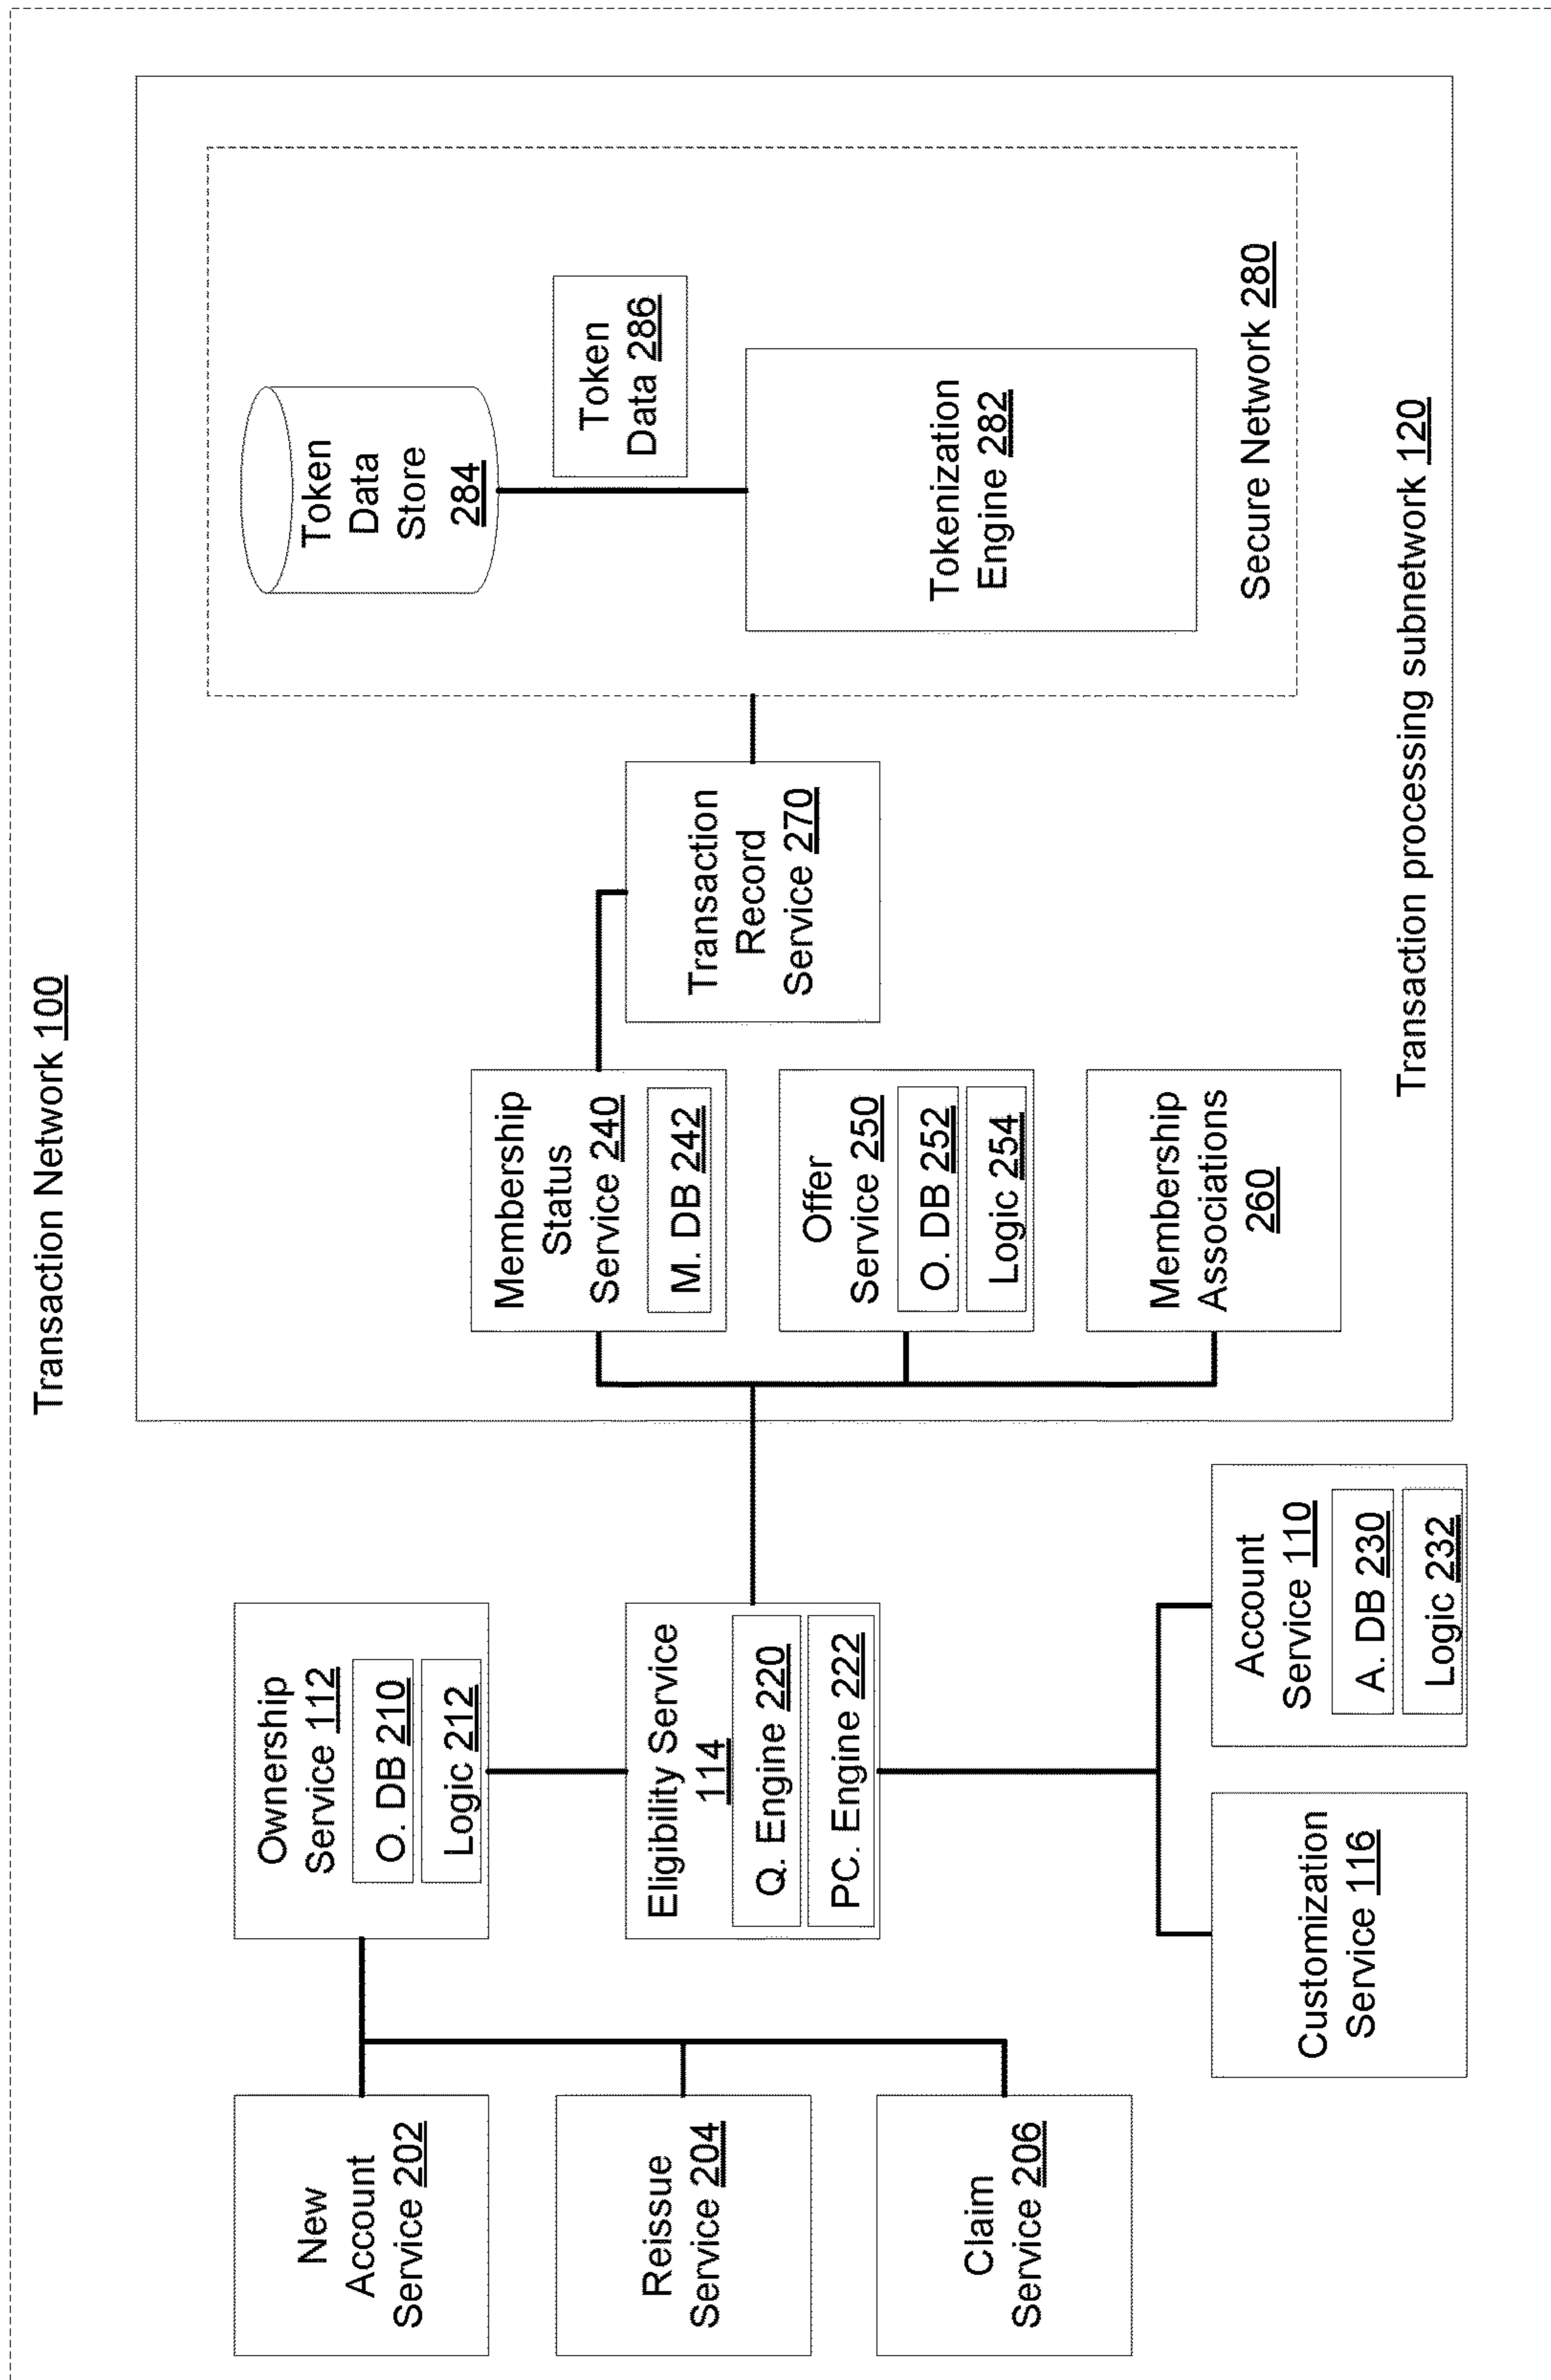 Transaction Network 100
New
Account
Service 202
Reissue
Service 204
Claim
Service 206
Ownership
Service 112
O. DB 210
Logic 212
Eligibility Service
114
Q. Engine 220
PC. Engine 222
Customization
Service 116
Account
Service 110
A. DB 230
Logic 232
Membership
Status
Service 240
M. DB 242
Offer
Service 250
O. DB 252
Logic 254
Membership
Associations
260
Transaction
Record
Service 270
Token
Data
Store
284
Token
Data 286
Tokenization
Engine 282
Secure Network 280
Transaction processing subnetwork 120